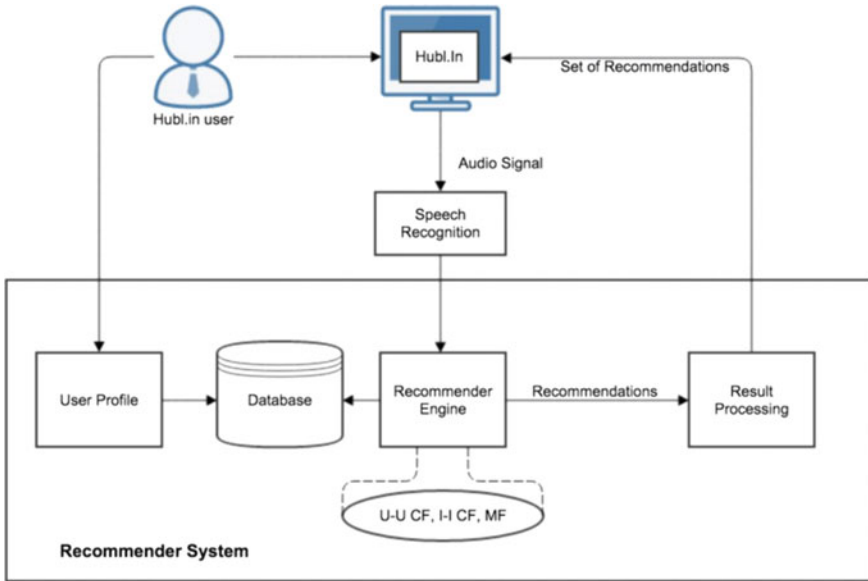 Hubl.In
Set of Recommendations
Hubl.in user
Audio Signal
Speech
Recognition
User Profile
Database
Recommender
Engine
Recommendations
Result
Processing
U-U CF, I-I CF, MF
Recommender System